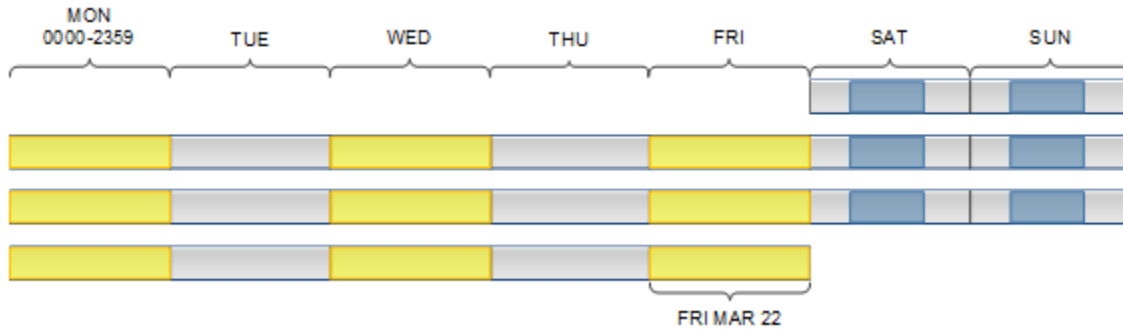 MON
0000-2359
TUE
WED
THU
FRI
SAT
SUN
FRI MAR 22